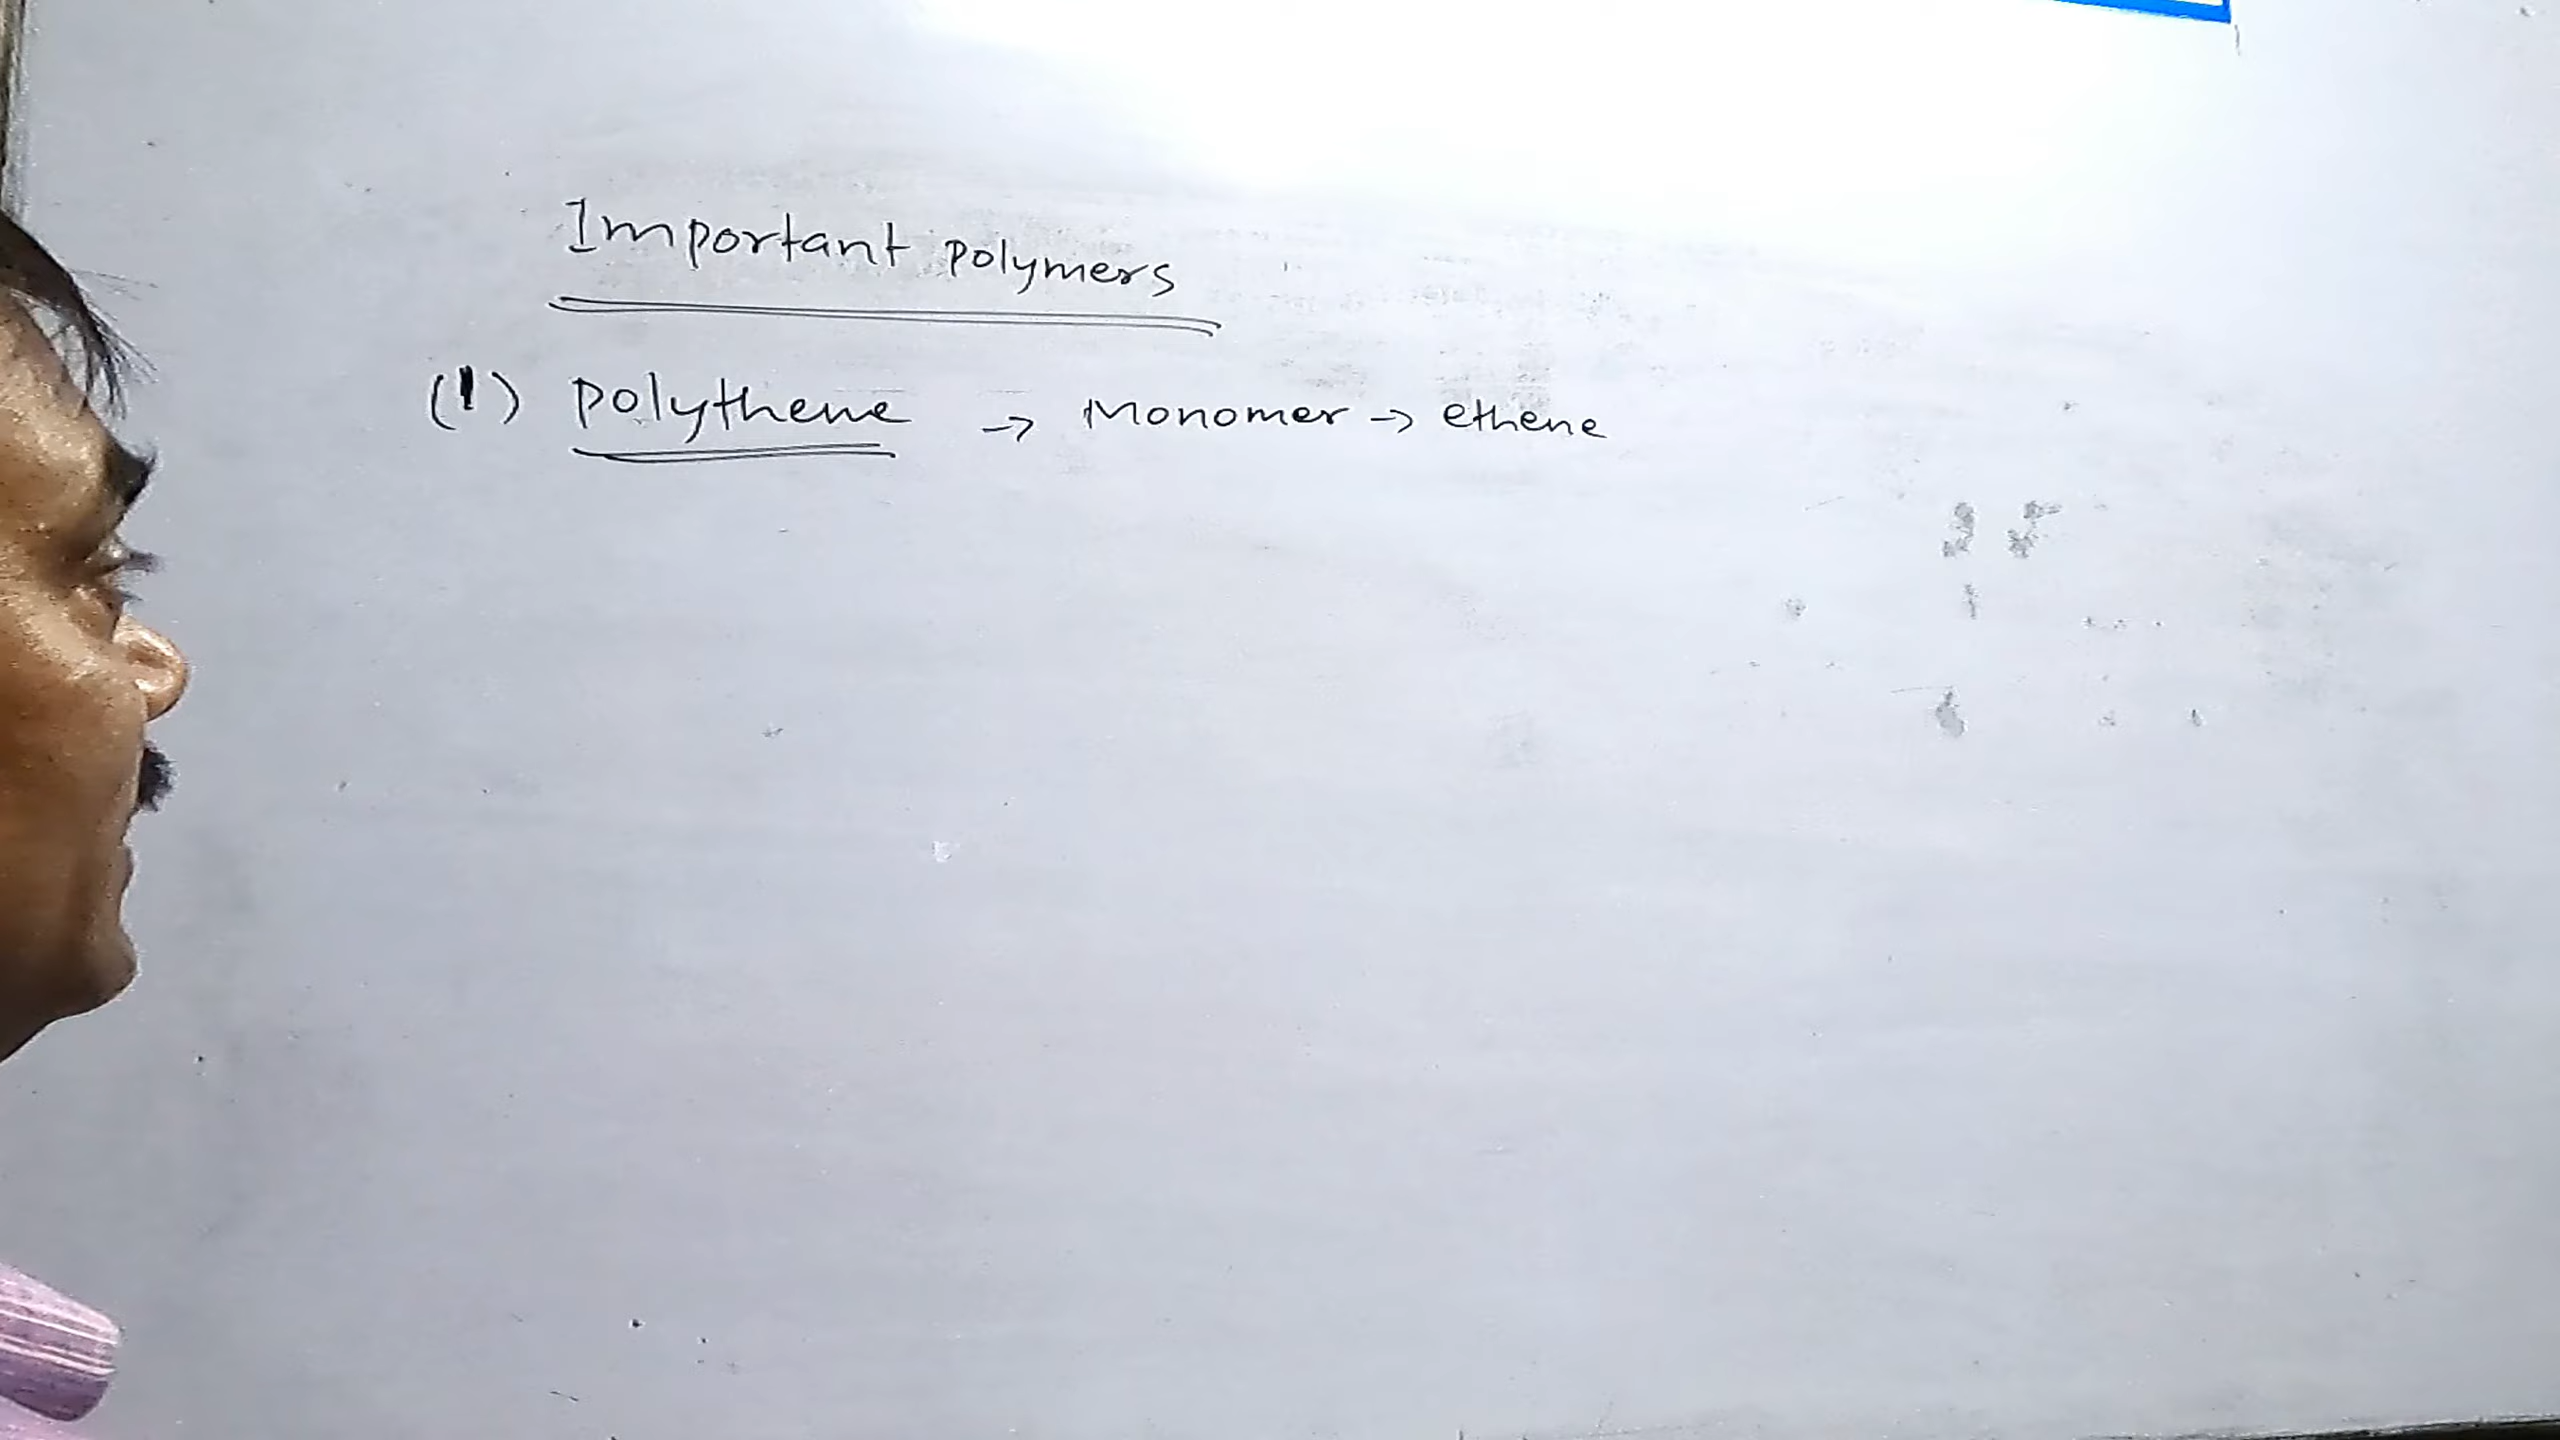 Important polymers
(1) polythene → Monomer → ethene